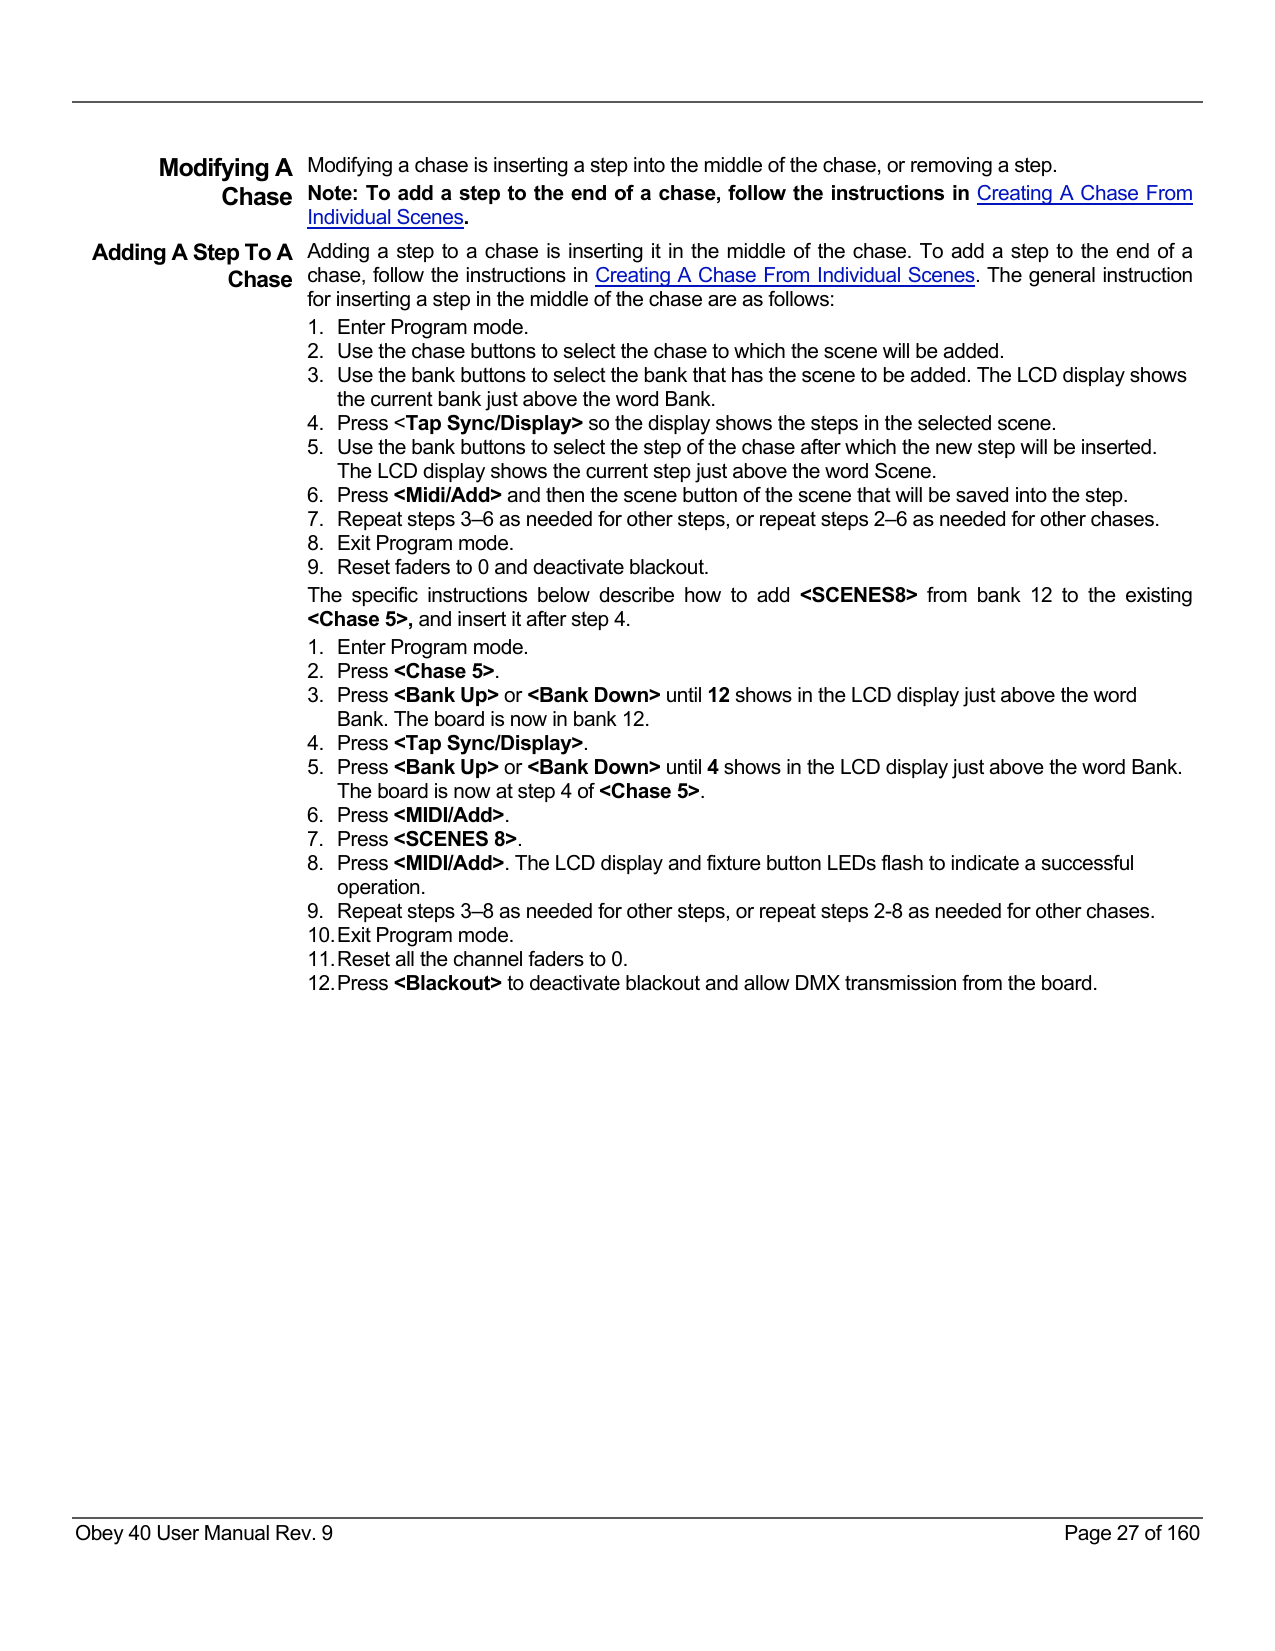 Modifying A
Chase
Modifying a chase is inserting a step into the middle of the chase, or removing a step.
Note: To add a step to the end of a chase, follow the instructions in Creating A Chase From
Individual Scenes.
Adding A Step To A
Chase
Adding a step to a chase is inserting it in the middle of the chase. To add a step to the end of a
chase, follow the instructions in Creating A Chase From Individual Scenes. The general instruction
for inserting a step in the middle of the chase are as follows:
1. Enter Program mode.
2. Use the chase buttons to select the chase to which the scene will be added.
3. Use the bank buttons to select the bank that has the scene to be added. The LCD display shows
the current bank just above the word Bank.
4. Press <Tap Sync/Display> so the display shows the steps in the selected scene.
5. Use the bank buttons to select the step of the chase after which the new step will be inserted.
The LCD display shows the current step just above the word Scene.
6. Press <Midi/Add> and then the scene button of the scene that will be saved into the step.
7. Repeat steps 3–6 as needed for other steps, or repeat steps 2–6 as needed for other chases.
8. Exit Program mode.
9. Reset faders to 0 and deactivate blackout.
The specific instructions below describe how to add <SCENES8> from bank 12 to the existing
<Chase 5>, and insert it after step 4.
1. Enter Program mode.
2. Press <Chase 5>.
3. Press <Bank Up> or <Bank Down> until 12 shows in the LCD display just above the word
Bank. The board is now in bank 12.
4. Press <Tap Sync/Display>.
5. Press <Bank Up> or <Bank Down> until 4 shows in the LCD display just above the word Bank.
The board is now at step 4 of <Chase 5>.
6. Press <MIDI/Add>.
7. Press <SCENES 8>.
8. Press <MIDI/Add>. The LCD display and fixture button LEDs flash to indicate a successful
operation.
9. Repeat steps 3–8 as needed for other steps, or repeat steps 2-8 as needed for other chases.
10. Exit Program mode.
11. Reset all the channel faders to 0.
12. Press <Blackout> to deactivate blackout and allow DMX transmission from the board.
Obey 40 User Manual Rev. 9
Page 27 of 160